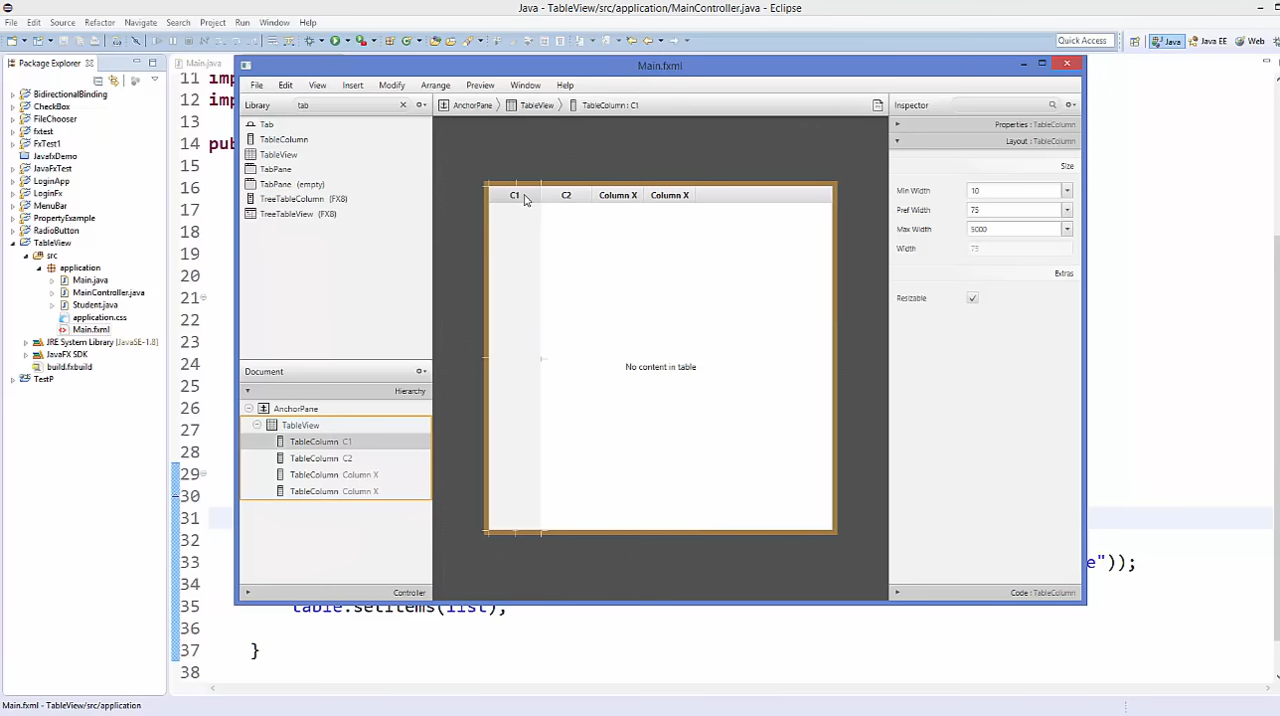 Java - TableView/src/application/MainController.java - Eclipse
File Edit Source Refactor Navigate Search Project Run Window Help
Quick Access
Java
Java EE
Web
Package Explorer
BidirectionalBinding
CheckBox
FileChooser
fxtest
FxTest1
JavafxDemo
JavaFxTest
LoginApp
LoginFx
MenuBar
PropertyExample
RadioButton
TableView
src
application
Main.java
MainController.java
Student.java
application.css
Main.fxml
JRE System Library [JavaSE-1.8]
JavaFX SDK
build.fxbuild
TestP
Main.java
11 imp
12 imp
13
14 pub
15
16
17
18
19
20
21
22
23
24
25
26
27
28
29
30
31
32
33 e"));
34
35 table.setItems(list);
36
37 }
38
Main.fxml
File Edit View Insert Modify Arrange Preview Window Help
Library tab
Tab
TableColumn
TableView
TabPane
TabPane (empty)
TreeTableColumn (FX8)
TreeTableView (FX8)
Document
Hierarchy
AnchorPane
TableView
TableColumn C1
TableColumn C2
TableColumn Column X
TableColumn Column X
Controller
AnchorPane TableView TableColumn : C1
C1 C2 Column X Column X
No content in table
Inspector
Properties : TableColumn
Layout : TableColumn
Size
Min Width 10
Pref Width 75
Max Width 5000
Width 75
Extras
Resizable
Code : TableColumn
Main.fxml - TableView/src/application